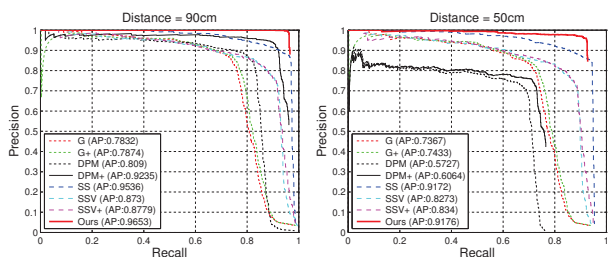 Distance = 90cm
Precision
1
0.9
0.8
0.7
0.6
0.5
0.4
0.3
0.2
0.1
0
G (AP:0.7832)
G+ (AP:0.7874)
DPM (AP:0.809)
DPM+ (AP:0.9235)
SS (AP:0.9536)
SSV (AP:0.873)
SSV+ (AP:0.8779)
Ours (AP:0.9653)
0 0.2 0.4 0.6 0.8 1
Recall
Distance = 50cm
Precision
1
0.9
0.8
0.7
0.6
0.5
0.4
0.3
0.2
0.1
0
G (AP:0.7367)
G+ (AP:0.7433)
DPM (AP:0.5727)
DPM+ (AP:0.6064)
SS (AP:0.9172)
SSV (AP:0.8273)
SSV+ (AP:0.834)
Ours (AP:0.9176)
0 0.2 0.4 0.6 0.8 1
Recall